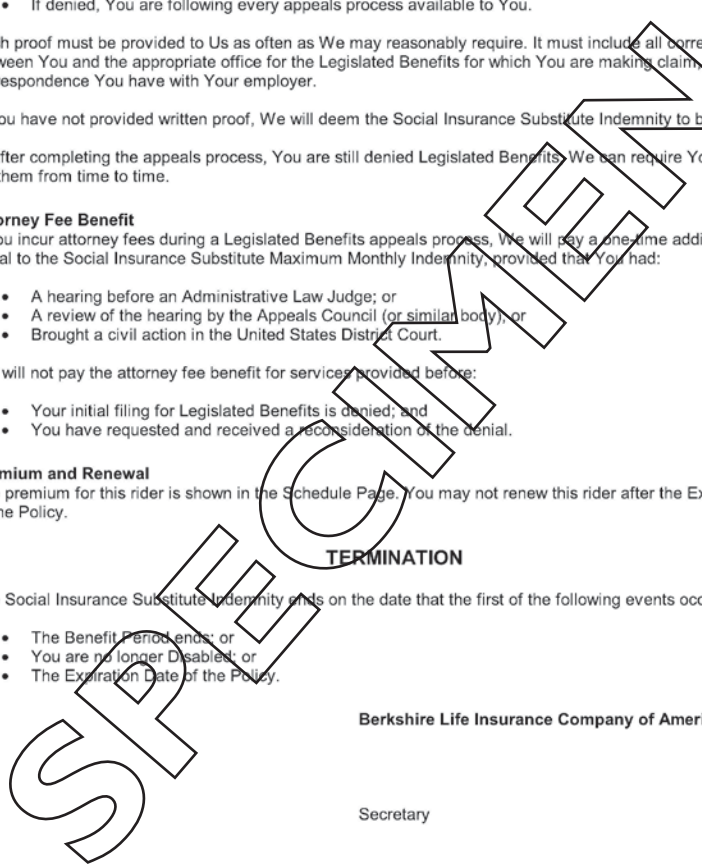 • If denied, You are following every appeals process available to You.
h proof must be provided to Us as often as We may reasonably require. It must include all corre
ween You and the appropriate office for the Legislated Benefits for which You are making claim,
respondence You have with Your employer.
ou have not provided written proof, We will deem the Social Insurance Substitute Indemnity to b
fter completing the appeals process, You are still denied Legislated Benefits, We can require Yo
them from time to time.
orney Fee Benefit
ou incur attorney fees during a Legislated Benefits appeals process, We will pay a one-time addi
al to the Social Insurance Substitute Maximum Monthly Indemnity, provided that You had:
• A hearing before an Administrative Law Judge; or
• A review of the hearing by the Appeals Council (or similar body), or
• Brought a civil action in the United States District Court.
will not pay the attorney fee benefit for services provided before:
• Your initial filing for Legislated Benefits is denied; and
• You have requested and received a reconsideration of the denial.
mium and Renewal
premium for this rider is shown in the Schedule Page. You may not renew this rider after the Ex
he Policy.
TERMINATION
Social Insurance Substitute Indemnity ends on the date that the first of the following events occ
• The Benefit Period ends; or
• You are no longer Disabled; or
• The Expiration Date of the Policy.
Berkshire Life Insurance Company of Ameri
Secretary
SPECIMEN